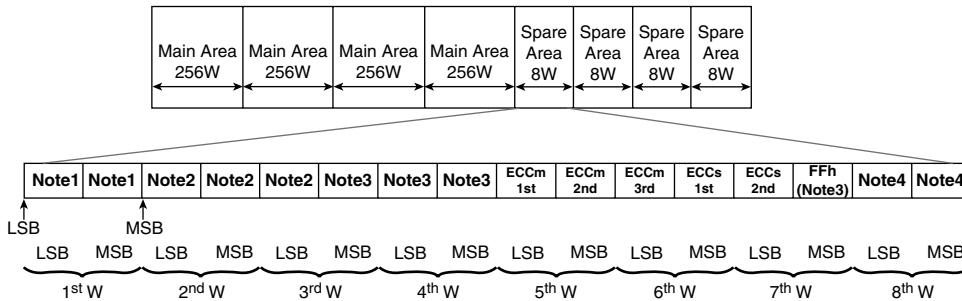 Main Area 256W Main Area 256W Main Area 256W Main Area 256W Spare Area 8W Spare Area 8W Spare Area 8W Spare Area 8W
Note1 Note1 Note2 Note2 Note2 Note3 Note3 Note3 ECCm 1st ECCm 2nd ECCm 3rd ECCs 1st ECCs 2nd FFh (Note3) Note4 Note4
LSB MSB
LSB MSB LSB MSB LSB MSB LSB MSB LSB MSB LSB MSB LSB MSB LSB MSB
1st W 2nd W 3rd W 4th W 5th W 6th W 7th W 8th W